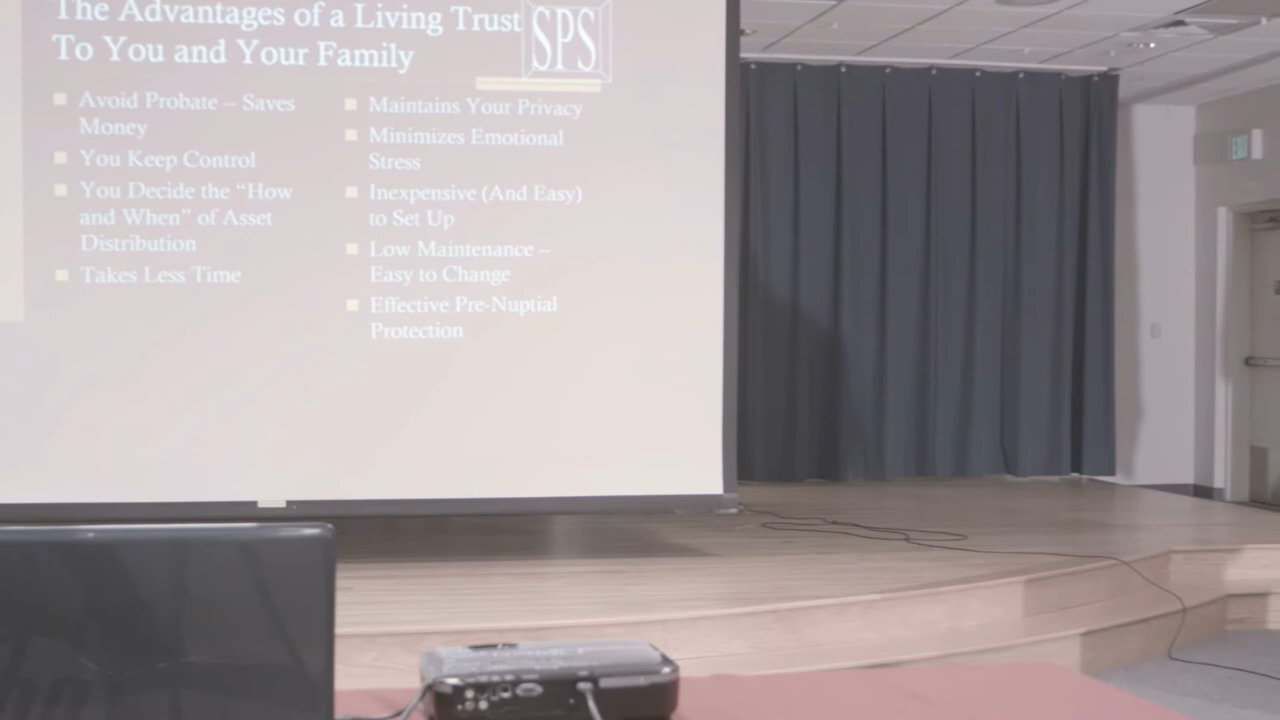 The Advantages of a Living Trust
To You and Your Family
SPS
Avoid Probate – Saves
Money
You Keep Control
You Decide the “How
and When” of Asset
Distribution
Takes Less Time
Maintains Your Privacy
Minimizes Emotional
Stress
Inexpensive (And Easy)
to Set Up
Low Maintenance –
Easy to Change
Effective Pre-Nuptial
Protection
EXIT